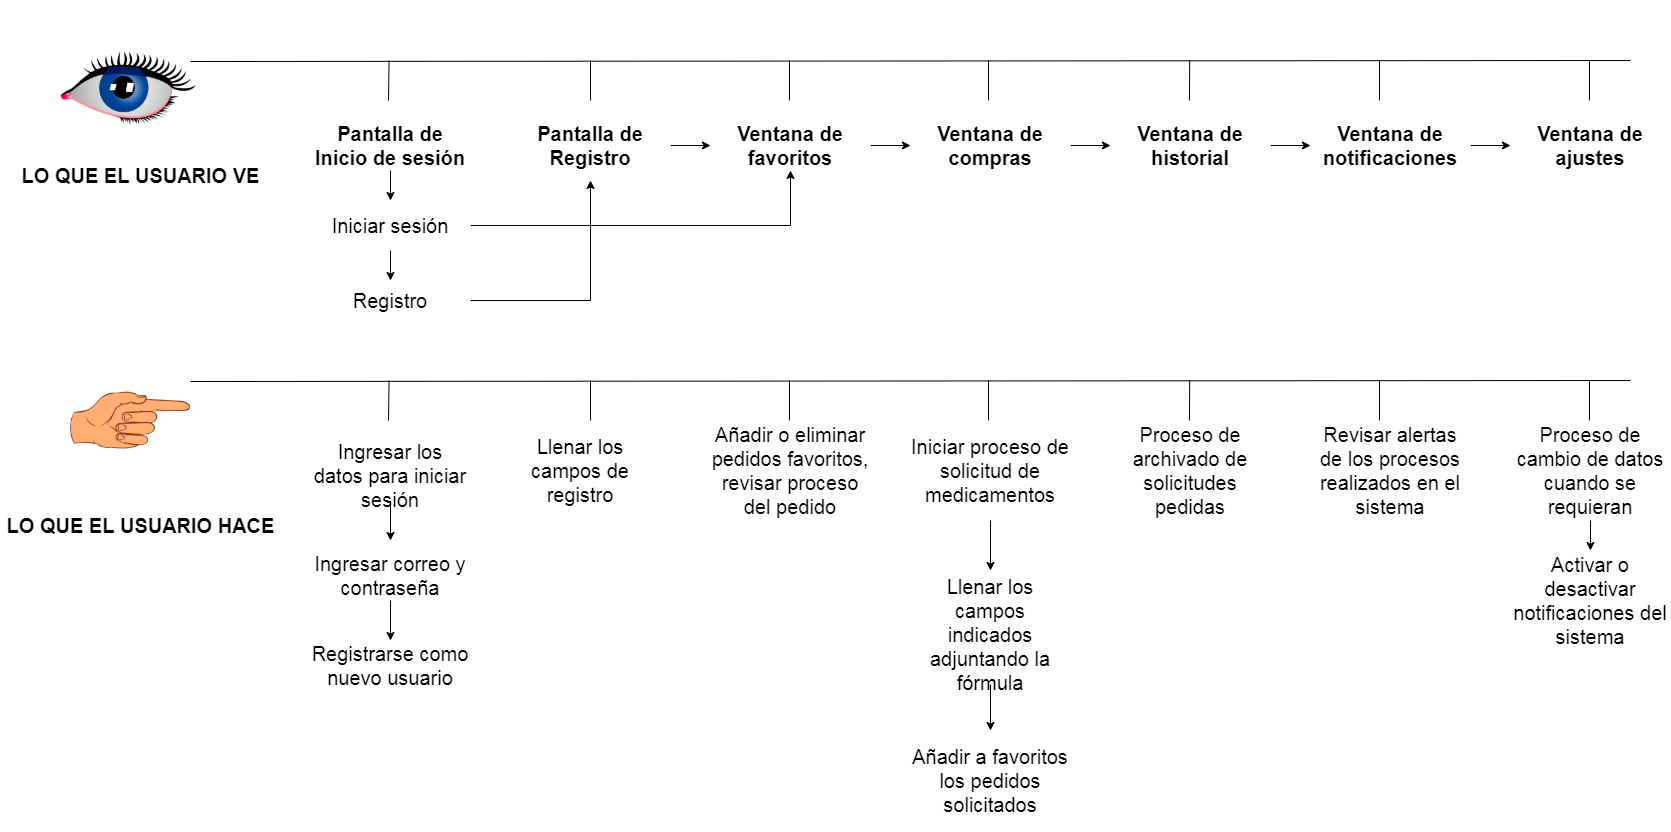 Pantalla de
Inicio de sesión
Pantalla de
Registro
Ventana de
favoritos
Ventana de
compras
Ventana de
historial
Ventana de
notificaciones
Ventana de
ajustes
LO QUE EL USUARIO VE
Iniciar sesión
Registro
LO QUE EL USUARIO HACE
Ingresar los
datos para iniciar
sesión
Ingresar correo y
contraseña
Registrarse como
nuevo usuario
Llenar los
campos de
registro
Añadir o eliminar
pedidos favoritos,
revisar proceso
del pedido
Iniciar proceso de
solicitud de
medicamentos
Llenar los
campos
indicados
adjuntando la
fórmula
Añadir a favoritos
los pedidos
solicitados
Proceso de
archivado de
solicitudes
pedidas
Revisar alertas
de los procesos
realizados en el
sistema
Proceso de
cambio de datos
cuando se
requieran
Activar o
desactivar
notificaciones del
sistema